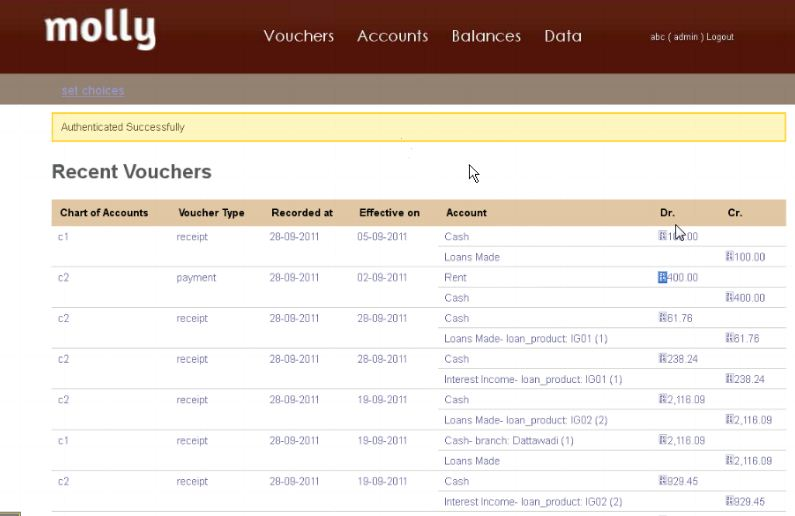 molly
Vouchers Accounts Balances Data abc ( admin ) Logout
set choices
Authenticated Successfully
Recent Vouchers
Chart of Accounts Voucher Type Recorded at Effective on Account Dr. Cr.
c1 receipt 28-09-2011 05-09-2011 Cash
Loans Made 100.00
c2 payment 28-09-2011 02-09-2011 Rent 400.00
Cash 400.00
c2 receipt 28-09-2011 28-09-2011 Cash 61.76
Loans Made- loan_product: IG01 (1) 61.76
c2 receipt 28-09-2011 28-09-2011 Cash 238.24
Interest Income- loan_product: IG01 (1) 238.24
c2 receipt 28-09-2011 19-09-2011 Cash 2,116.09
Loans Made- loan_product: IG02 (2) 2,116.09
c1 receipt 28-09-2011 19-09-2011 Cash- branch: Dattawadi (1) 2,116.09
Loans Made 2,116.09
c2 receipt 28-09-2011 19-09-2011 Cash 929.45
Interest Income- loan_product: IG02 (2) 929.45